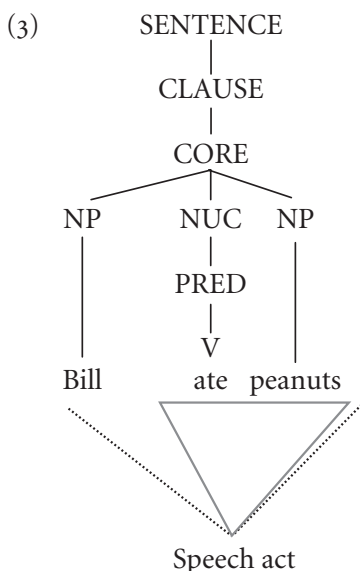 (3) SENTENCE
CLAUSE
CORE
NP NUC NP
PRED
V
Bill ate peanuts
Speech act